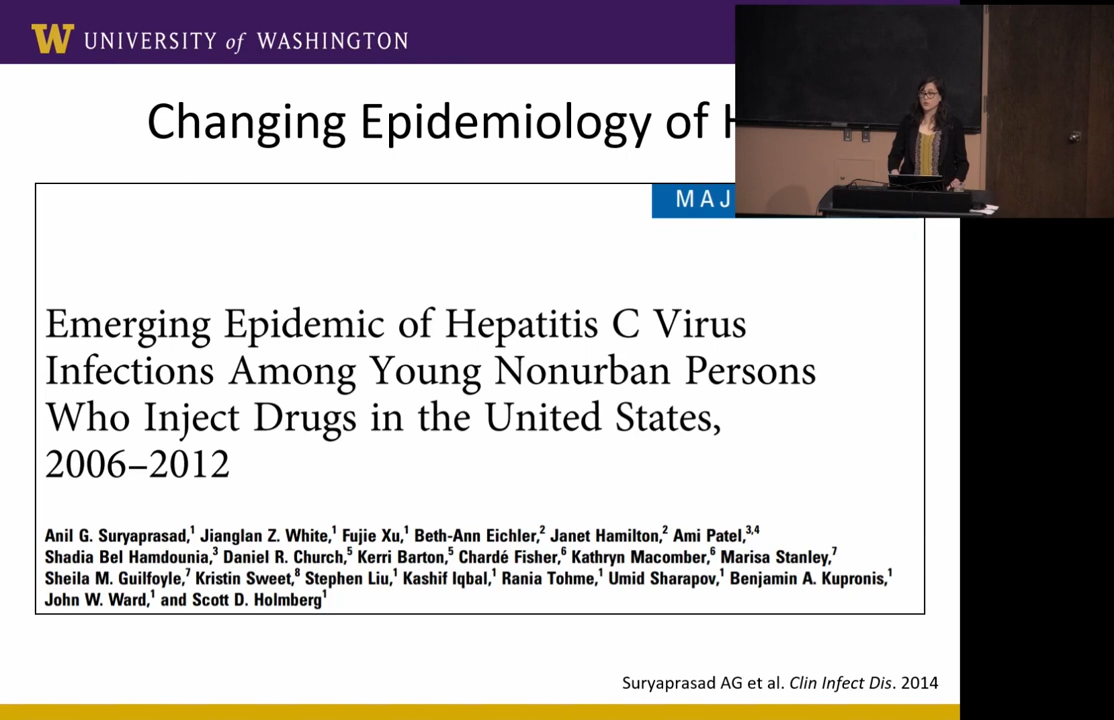 W UNIVERSITY of WASHINGTON
Changing Epidemiology of
MAJ
Emerging Epidemic of Hepatitis C Virus
Infections Among Young Nonurban Persons
Who Inject Drugs in the United States,
2006–2012
Anil G. Suryaprasad,1 Jianglan Z. White,1 Fujie Xu,1 Beth-Ann Eichler,2 Janet Hamilton,2 Ami Patel,3,4
Shadia Bel Hamdounia,3 Daniel R. Church,5 Kerri Barton,5 Chardé Fisher,6 Kathryn Macomber,6 Marisa Stanley,7
Sheila M. Guilfoyle,7 Kristin Sweet,8 Stephen Liu,1 Kashif Iqbal,1 Rania Tohme,1 Umid Sharapov,1 Benjamin A. Kupronis,1
John W. Ward,1 and Scott D. Holmberg1
Suryaprasad AG et al. Clin Infect Dis. 2014